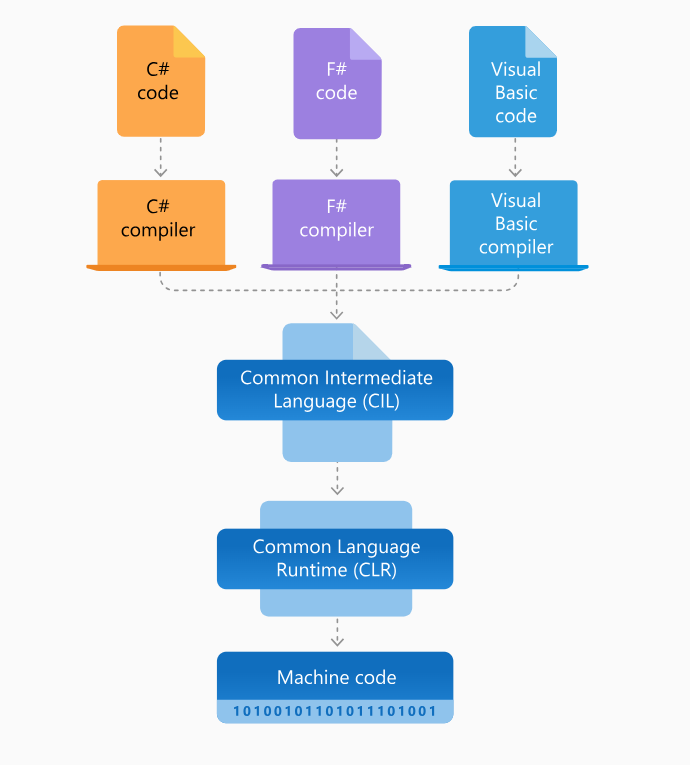 C#
code
F#
code
Visual
Basic
code
C#
compiler
F#
compiler
Visual
Basic
compiler
Common Intermediate
Language (CIL)
Common Language
Runtime (CLR)
Machine code
10100101101011101001